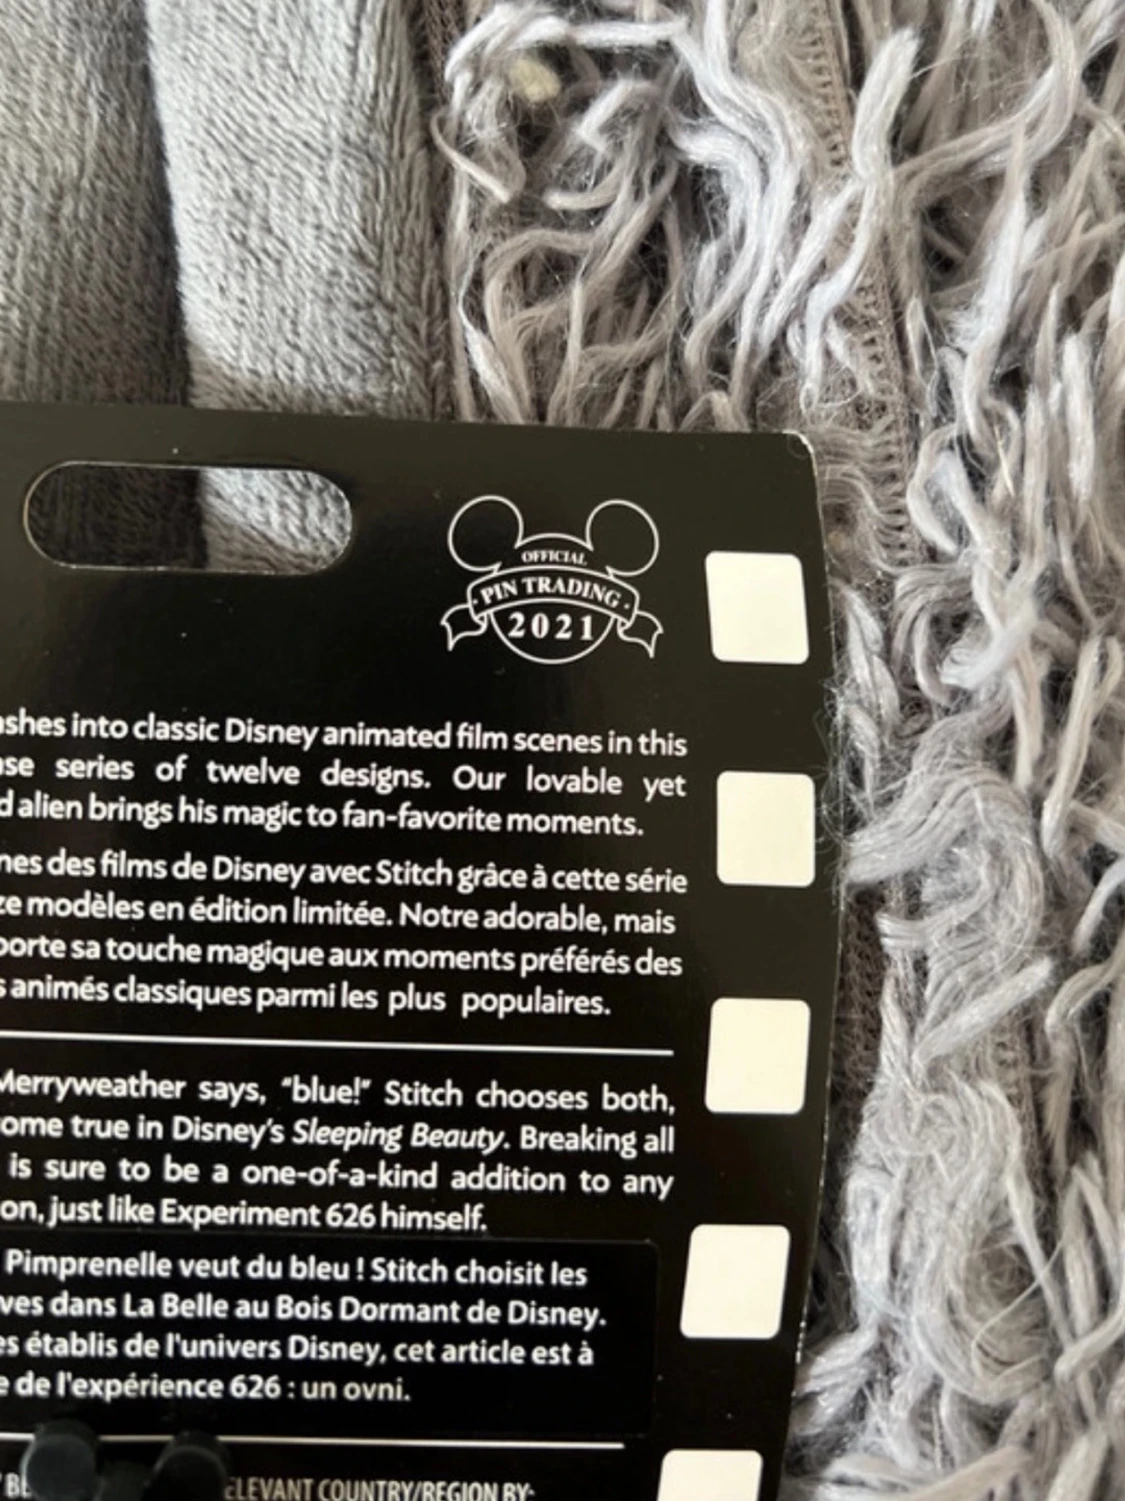 OFFICIAL
PIN TRADING
2021
ashes into classic Disney animated film scenes in this
ase series of twelve designs. Our lovable yet
d alien brings his magic to fan-favorite moments.
nes des films de Disney avec Stitch grâce à cette série
ze modèles en édition limitée. Notre adorable, mais
porte sa touche magique aux moments préférés des
s animés classiques parmi les plus populaires.
Merryweather says, "blue!" Stitch chooses both,
ome true in Disney's Sleeping Beauty. Breaking all
is sure to be a one-of-a-kind addition to any
on, just like Experiment 626 himself.
Pimprenelle veut du bleu ! Stitch choisit les
ves dans La Belle au Bois Dormant de Disney.
es établis de l'univers Disney, cet article est à
e de l'expérience 626 : un ovni.
ELEVANT COUNTRY/REGION BY: